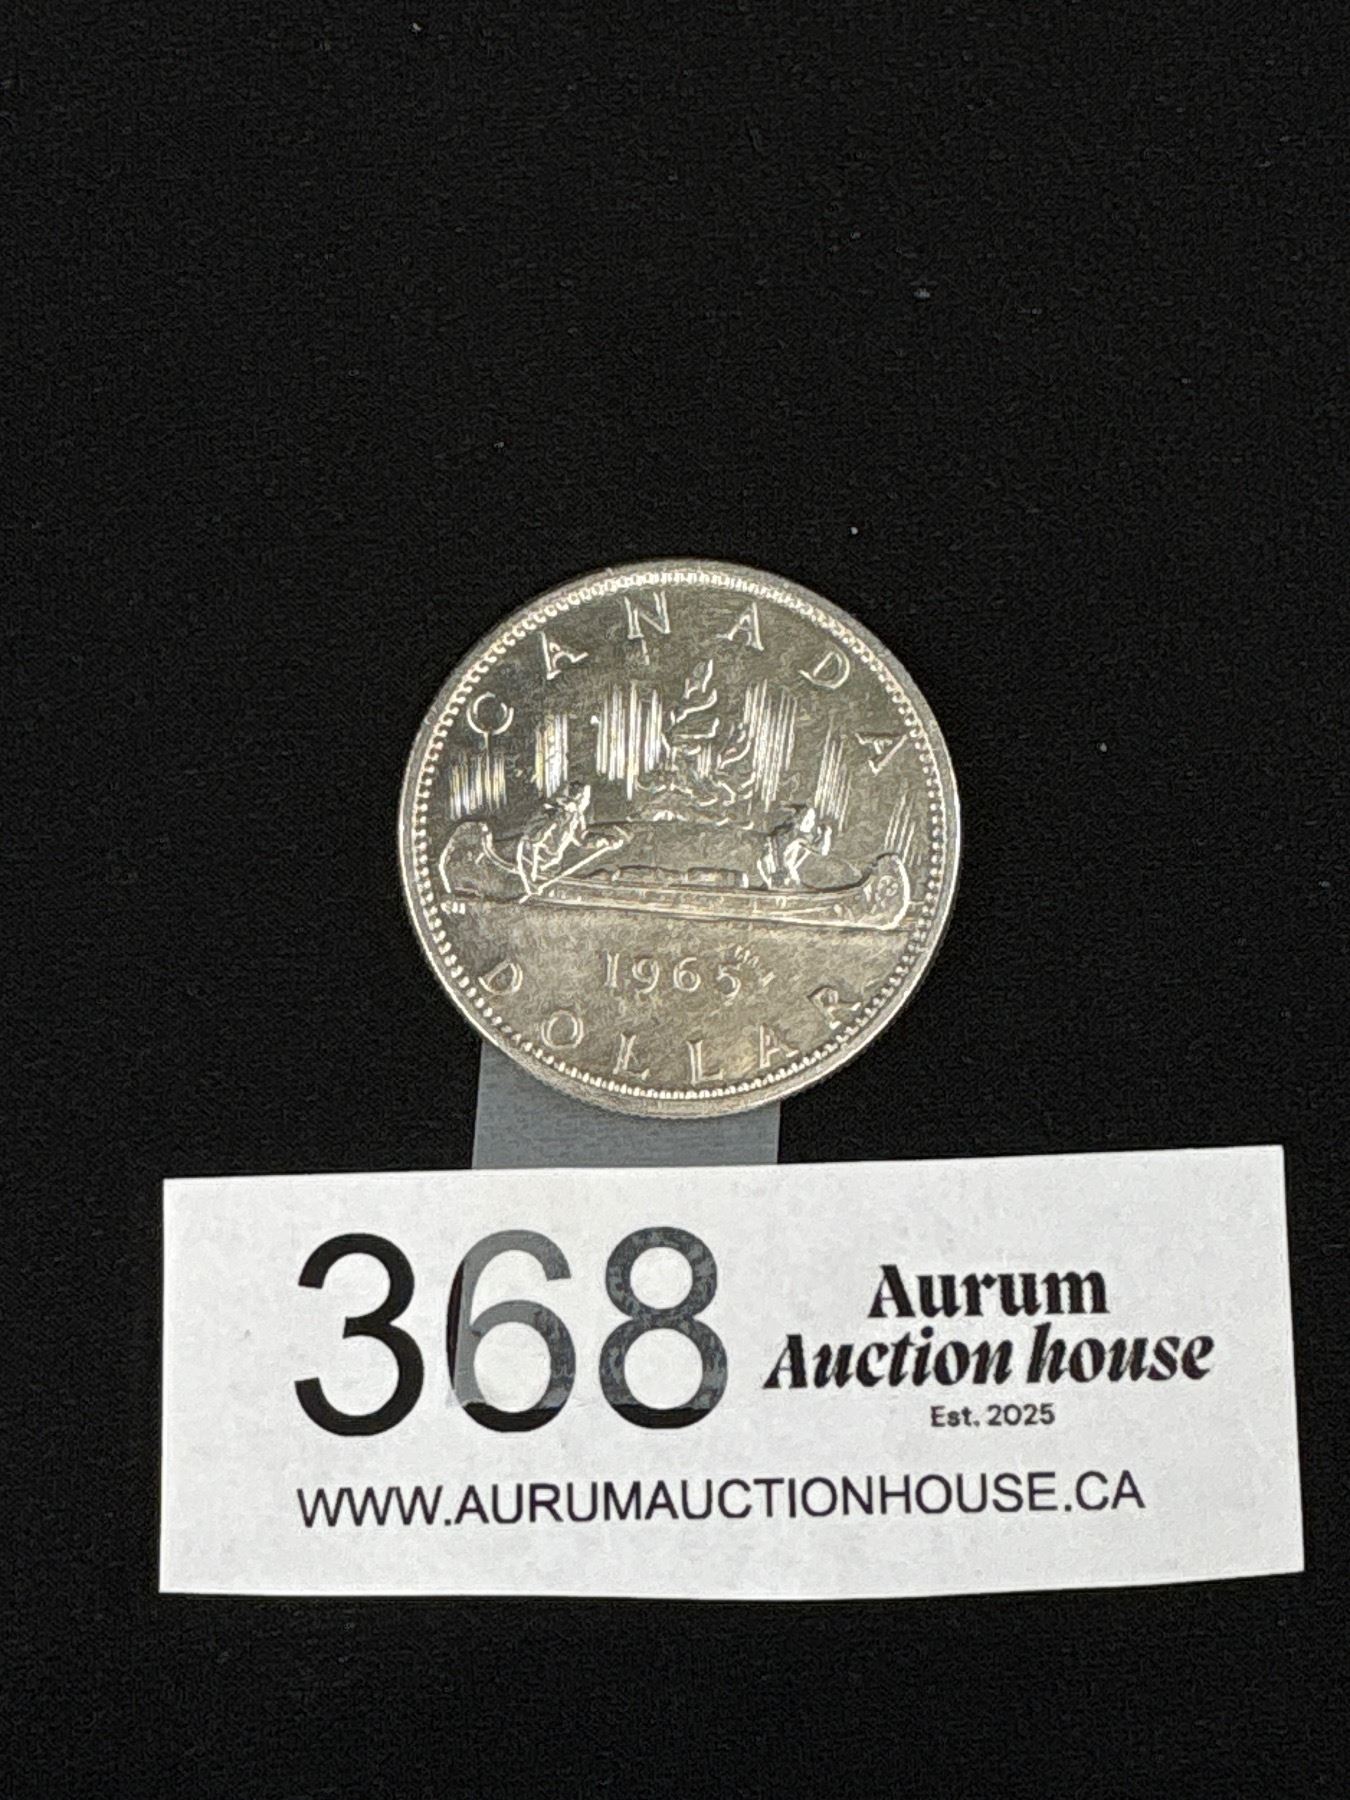 CANADA
1965
DOLLAR
368
Aurum
Auction house
Est. 2025
WWW.AURUMAUCTIONHOUSE.CA